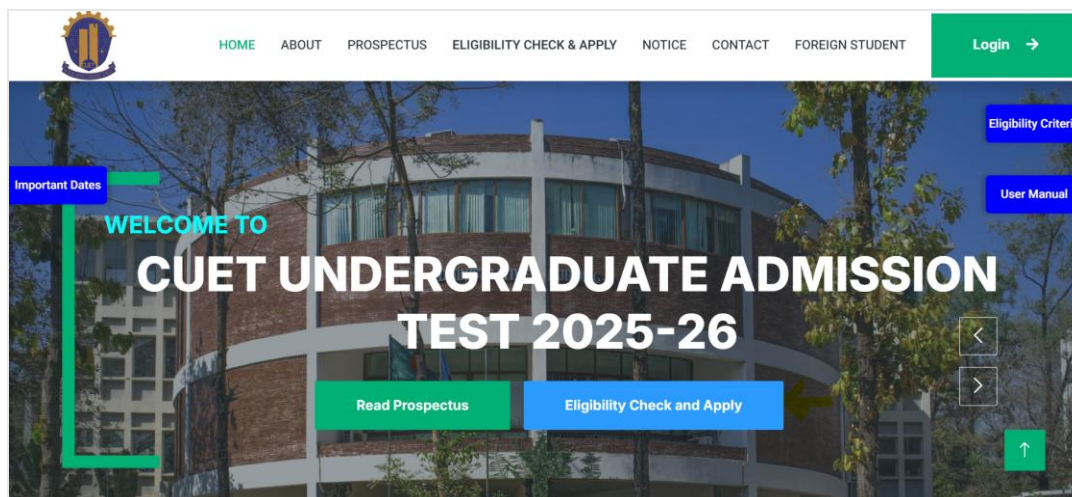 CUET
HOME ABOUT PROSPECTUS ELIGIBILITY CHECK & APPLY NOTICE CONTACT FOREIGN STUDENT Login
Eligibility Criteri
Important Dates
User Manual
WELCOME TO
CUET UNDERGRADUATE ADMISSION
TEST 2025-26
Read Prospectus Eligibility Check and Apply